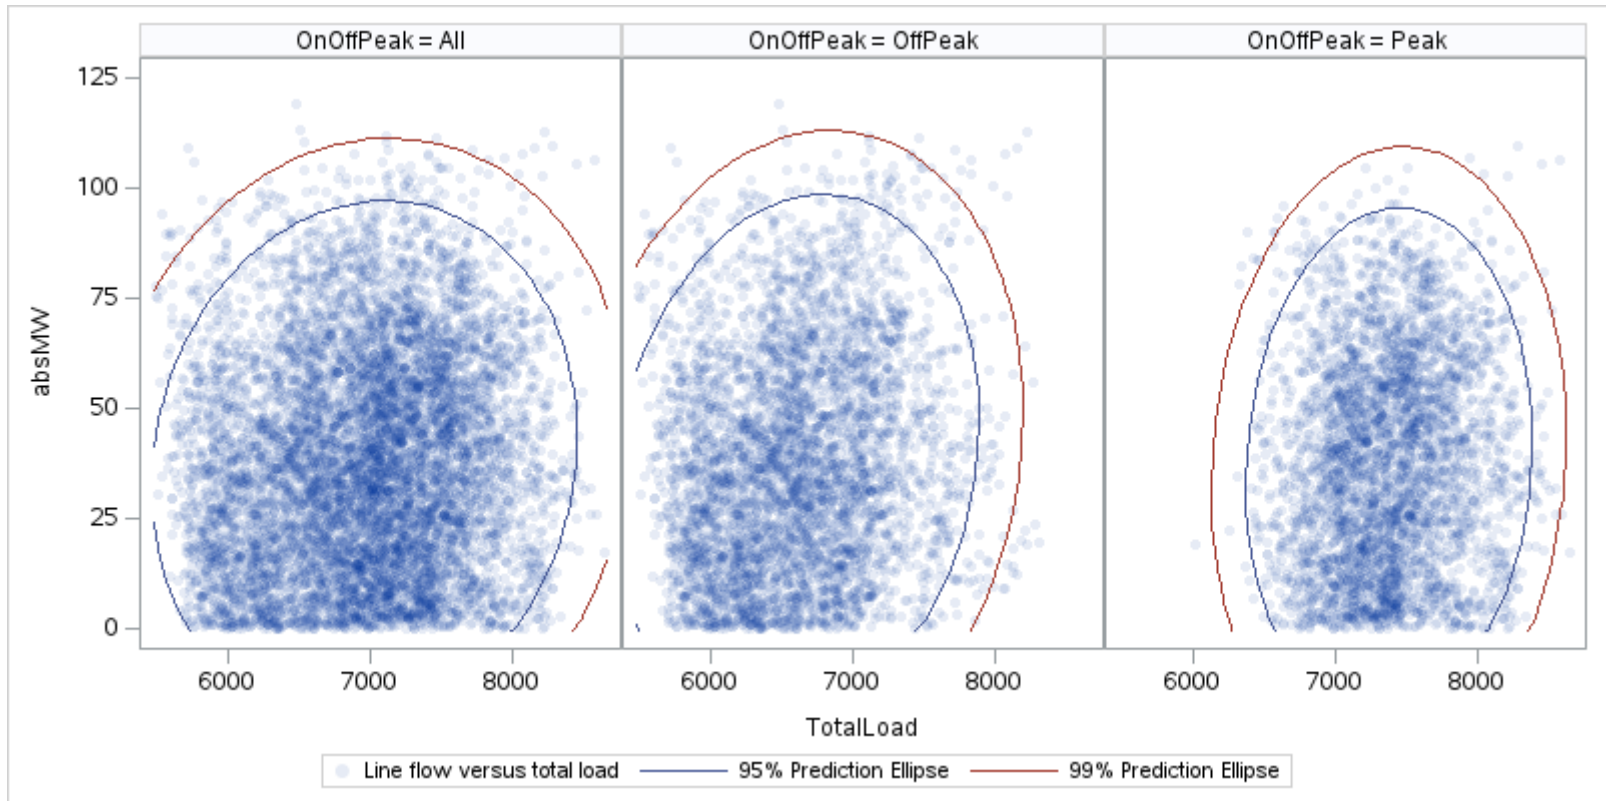 OnOffPeak = All
OnOffPeak = OffPeak
OnOffPeak = Peak
125
100
75
50
25
0
absMW
6000 7000 8000
6000 7000 8000
6000 7000 8000
TotalLoad
Line flow versus total load
95% Prediction Ellipse
99% Prediction Ellipse